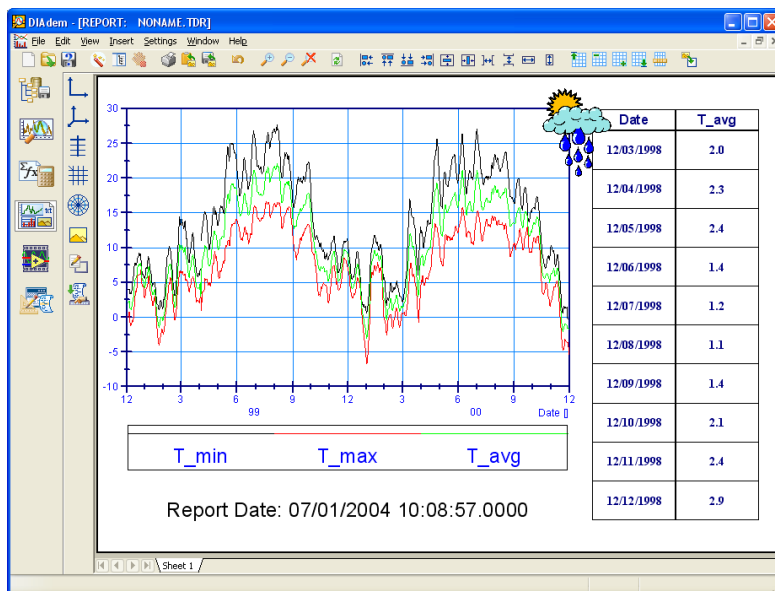 DIAdem - [REPORT: NONAME.TDR]
File Edit View Insert Settings Window Help
30
25
20
15
10
5
0
-5
-10
12 3 6 9 12 3 6 9 12
99 00 Date []
T_min T_max T_avg
Report Date: 07/01/2004 10:08:57.0000
Date T_avg
12/03/1998 2.0
12/04/1998 2.3
12/05/1998 2.4
12/06/1998 1.4
12/07/1998 1.2
12/08/1998 1.1
12/09/1998 1.4
12/10/1998 2.1
12/11/1998 2.4
12/12/1998 2.9
Sheet 1